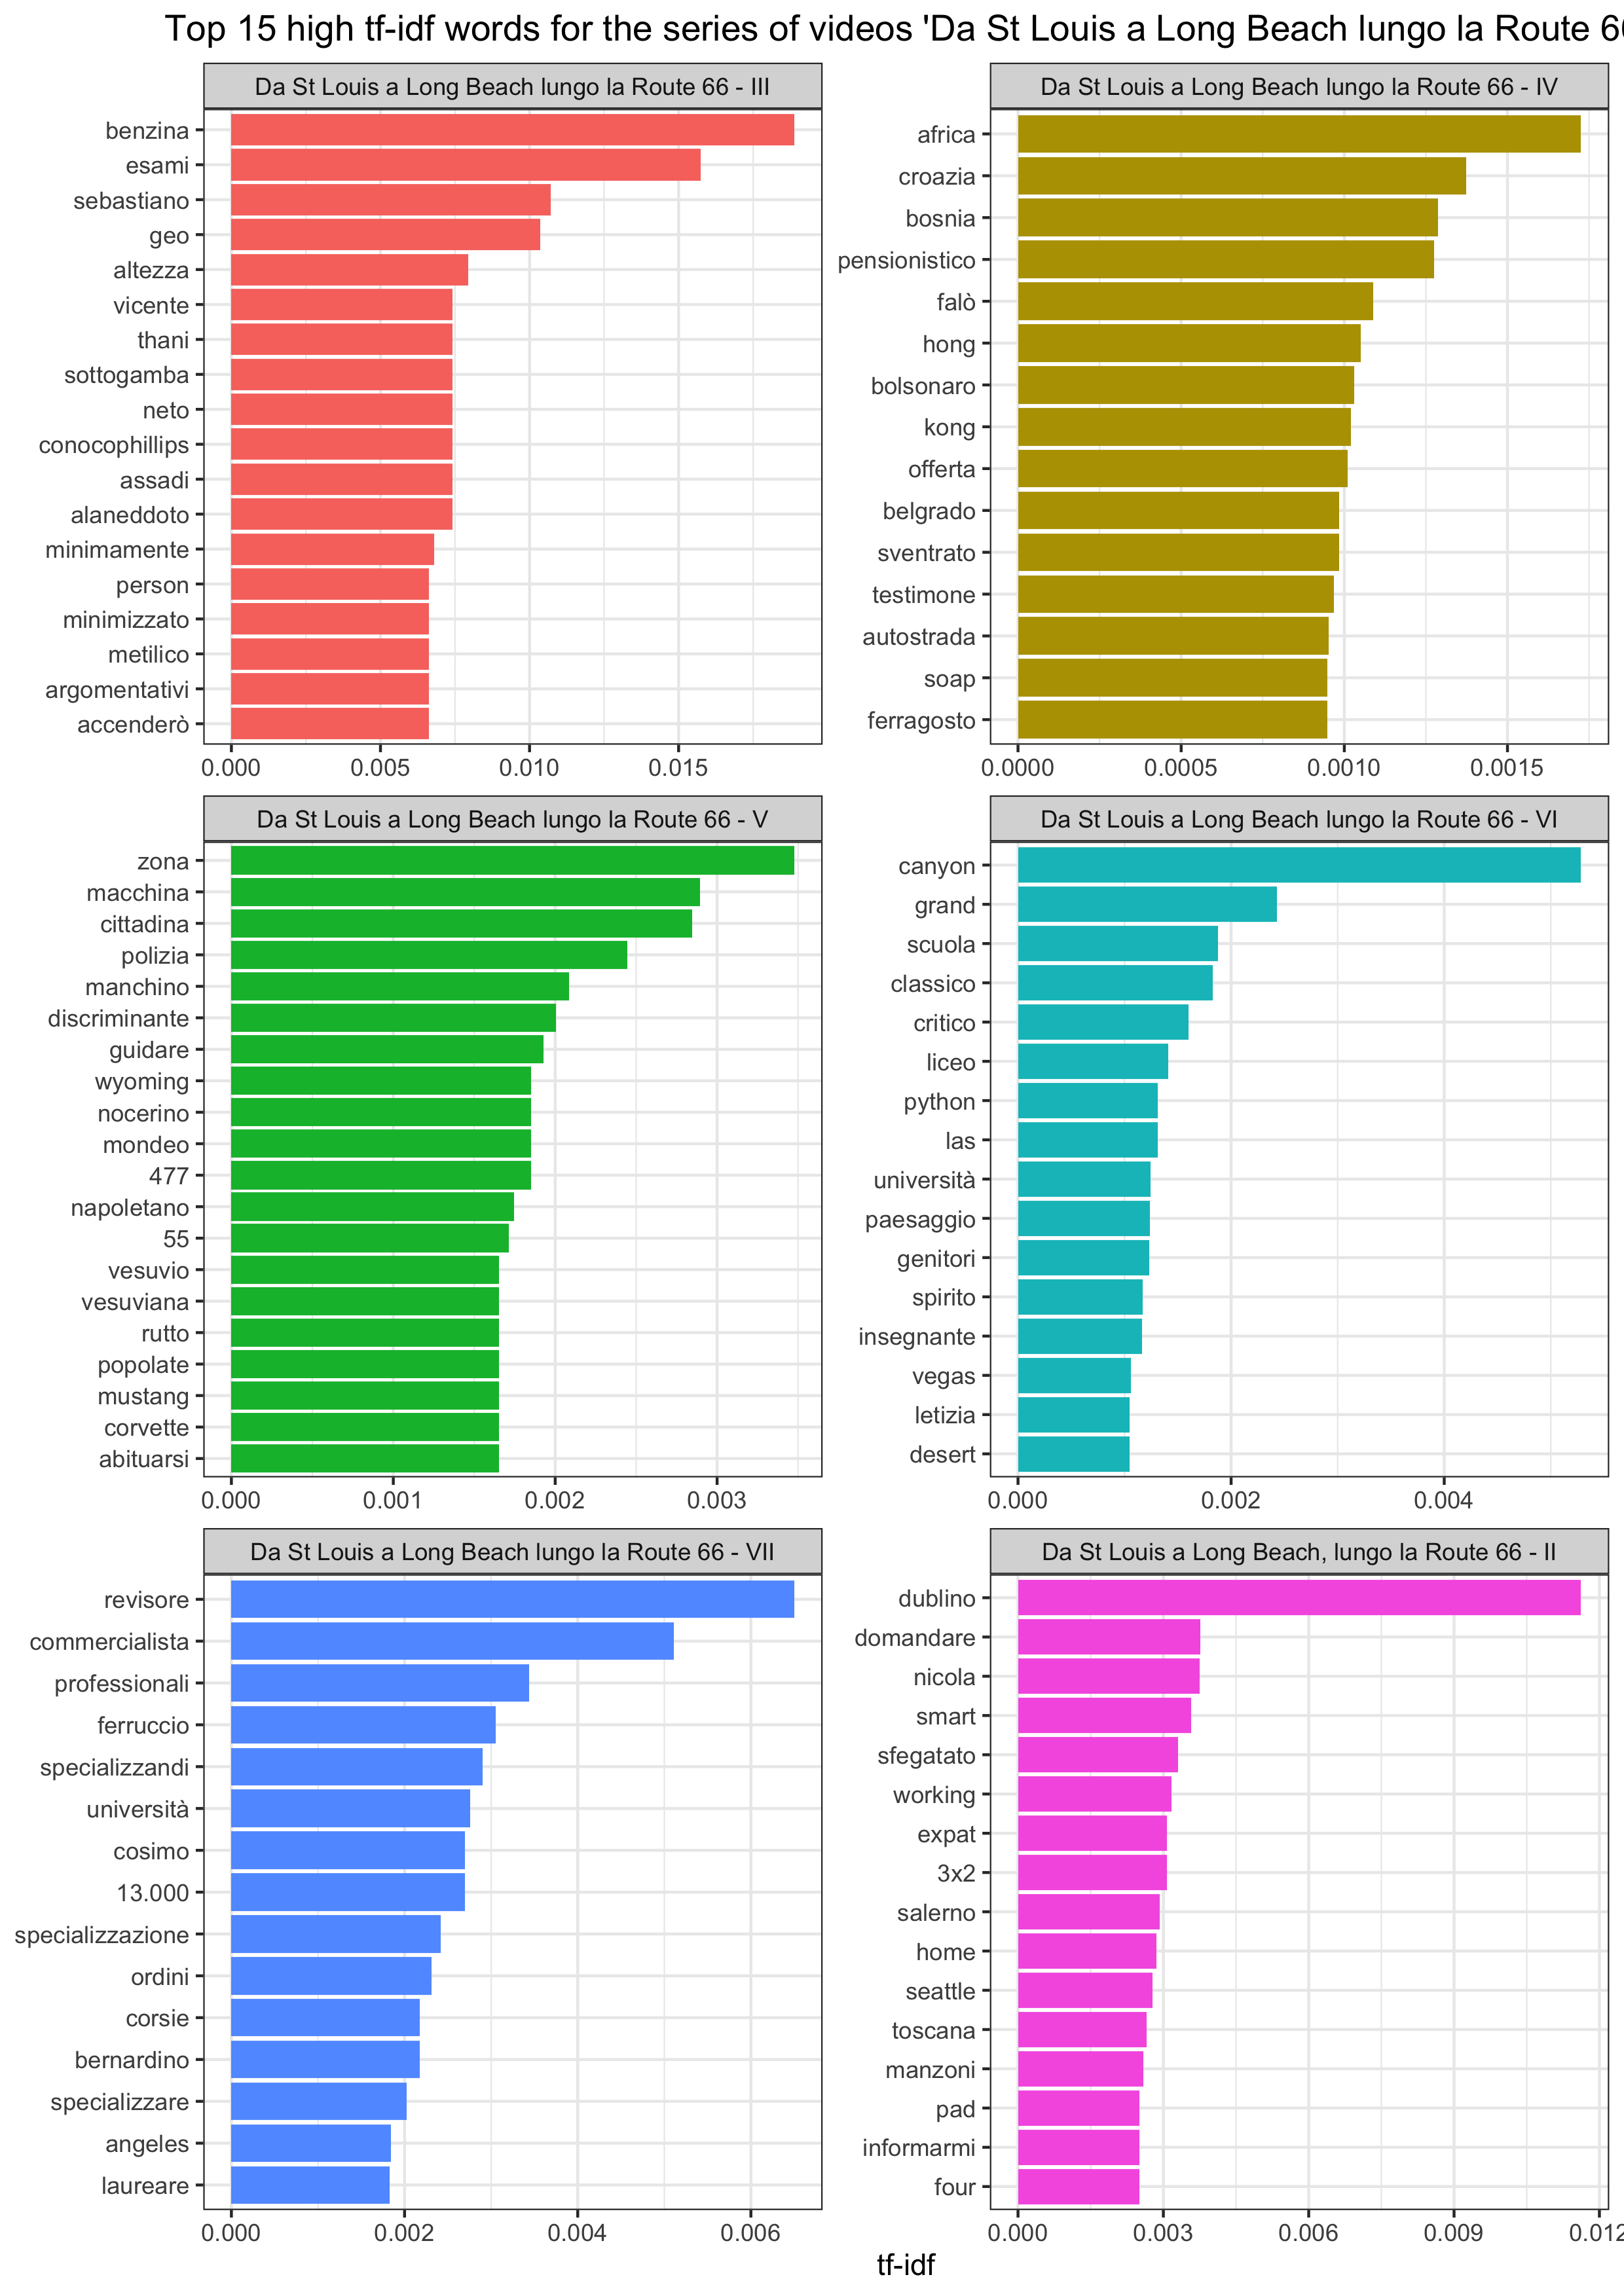 Top 15 high tf-idf words for the series of videos 'Da St Louis a Long Beach lungo la Route 66
Da St Louis a Long Beach lungo la Route 66 - III
benzina
esami
sebastiano
geo
altezza
vicente
thani
sottogamba
neto
conocophillips
assadi
alaneddoto
minimamente
person
minimizzato
metilico
argomentativi
accenderò
0.000 0.005 0.010 0.015
Da St Louis a Long Beach lungo la Route 66 - IV
africa
croazia
bosnia
pensionistico
falò
hong
bolsonaro
kong
offerta
belgrado
sventrato
testimone
autostrada
soap
ferragosto
0.0000 0.0005 0.0010 0.0015
Da St Louis a Long Beach lungo la Route 66 - V
zona
macchina
cittadina
polizia
manchino
discriminante
guidare
wyoming
nocerino
mondeo
477
napoletano
55
vesuvio
vesuviana
rutto
popolate
mustang
corvette
abituarsi
0.000 0.001 0.002 0.003
Da St Louis a Long Beach lungo la Route 66 - VI
canyon
grand
scuola
classico
critico
liceo
python
las
università
paesaggio
genitori
spirito
insegnante
vegas
letizia
desert
0.000 0.002 0.004
Da St Louis a Long Beach lungo la Route 66 - VII
revisore
commercialista
professionali
ferruccio
specializzandi
università
cosimo
13.000
specializzazione
ordini
corsie
bernardino
specializzare
angeles
laureare
0.000 0.002 0.004 0.006
Da St Louis a Long Beach, lungo la Route 66 - II
dublino
domandare
nicola
smart
sfegatato
working
expat
3x2
salerno
home
seattle
toscana
manzoni
pad
informarmi
four
0.000 0.003 0.006 0.009 0.012
tf-idf